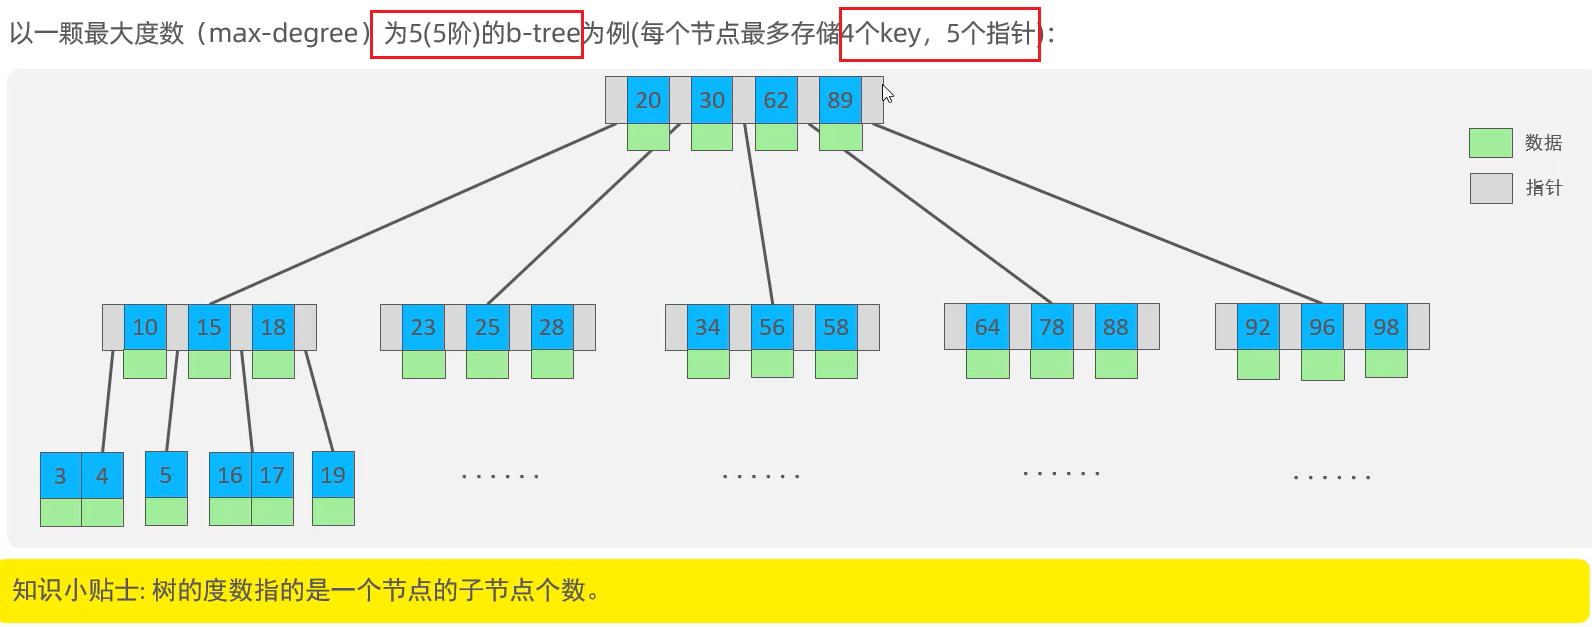 以一颗最大度数（max-degree）为5(5阶)的b-tree为例(每个节点最多存储4个key，5个指针)：
20 30 62 89
数据
指针
10 15 18 23 25 28 34 56 58 64 78 88 92 96 98
3 4 5 16 17 19 ...... ...... ...... ......
知识小贴士: 树的度数指的是一个节点的子节点个数。